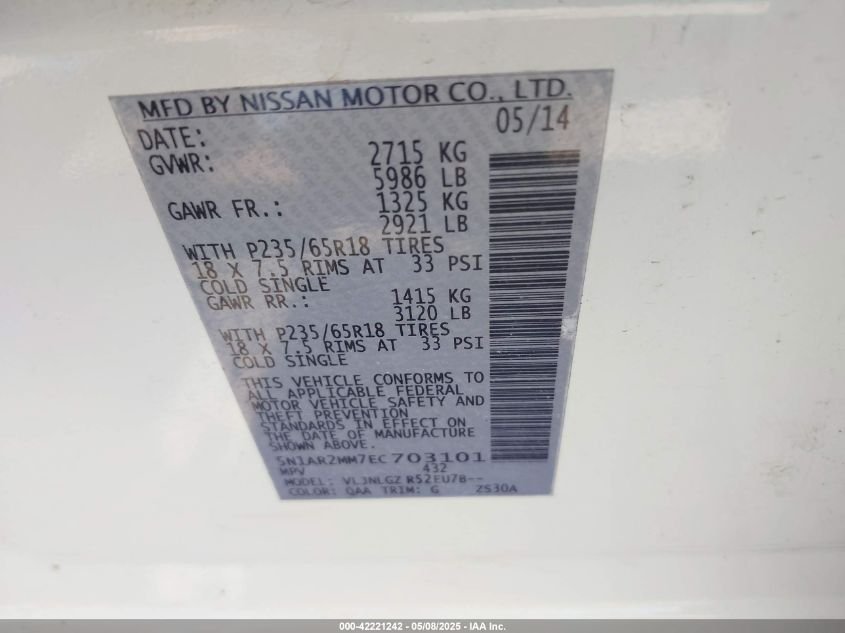 MFD BY NISSAN MOTOR CO., LTD.
DATE: 05/14
GVWR: 2715 KG
5986 LB
GAWR FR.: 1325 KG
2921 LB
WITH P235/65R18 TIRES
18 X 7.5 RIMS AT 33 PSI
COLD SINGLE
GAWR RR.: 1415 KG
3120 LB
WITH P235/65R18 TIRES
18 X 7.5 RIMS AT 33 PSI
COLD SINGLE
THIS VEHICLE CONFORMS TO
ALL APPLICABLE FEDERAL
MOTOR VEHICLE SAFETY AND
THEFT PREVENTION
STANDARDS IN EFFECT ON
THE DATE OF MANUFACTURE
SHOWN ABOVE.
5N1AR2MM7EC703101
MPV 432
MODEL: VLJNLGZ R52EU7B--
COLOR: QAA TRIM: G ZS30A
000-42221242 - 05/08/2025 - IAA Inc.